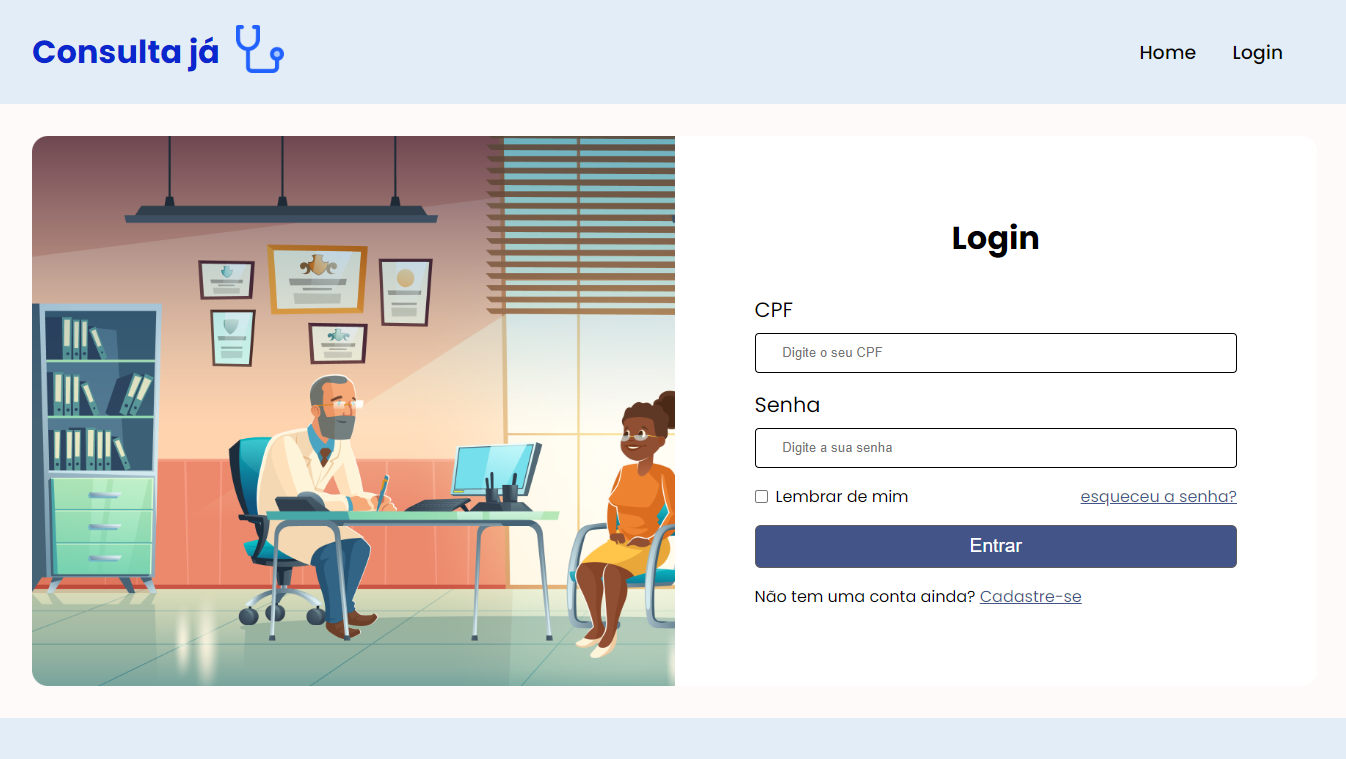 Consulta já
Home
Login
Login
CPF
Digite o seu CPF
Senha
Digite a sua senha
Lembrar de mim
esqueceu a senha?
Entrar
Não tem uma conta ainda? Cadastre-se